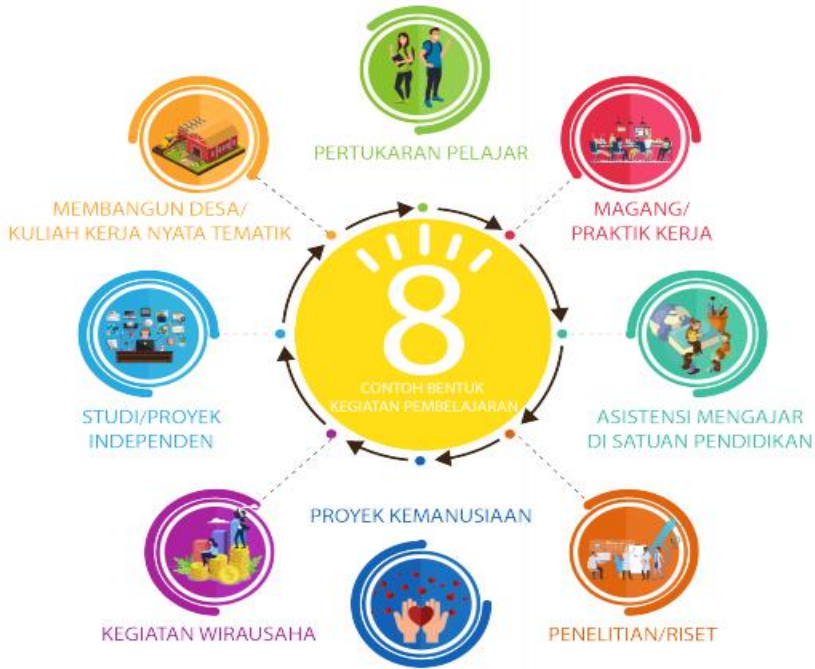 PERTUKARAN PELAJAR
MAGANG/
PRAKTIK KERJA
ASISTENSI MENGAJAR
DI SATUAN PENDIDIKAN
PENELITIAN/RISET
PROYEK KEMANUSIAAN
KEGIATAN WIRAUSAHA
STUDI/PROYEK
INDEPENDEN
MEMBANGUN DESA/
KULIAH KERJA NYATA TEMATIK
8
CONTOH BENTUK
KEGIATAN PEMBELAJARAN